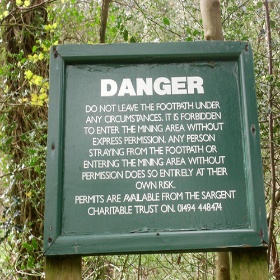 DANGER
DO NOT LEAVE THE FOOTPATH UNDER
ANY CIRCUMSTANCES. IT IS FORBIDDEN
TO ENTER THE MINING AREA WITHOUT
EXPRESS PERMISSION. ANY PERSON
STRAYING FROM THE FOOTPATH OR
ENTERING THE MINING AREA WITHOUT
PERMISSION DOES SO ENTIRELY AT THEIR
OWN RISK.
PERMITS ARE AVAILABLE FROM THE SARGENT
CHARITABLE TRUST ON. 01494 448474